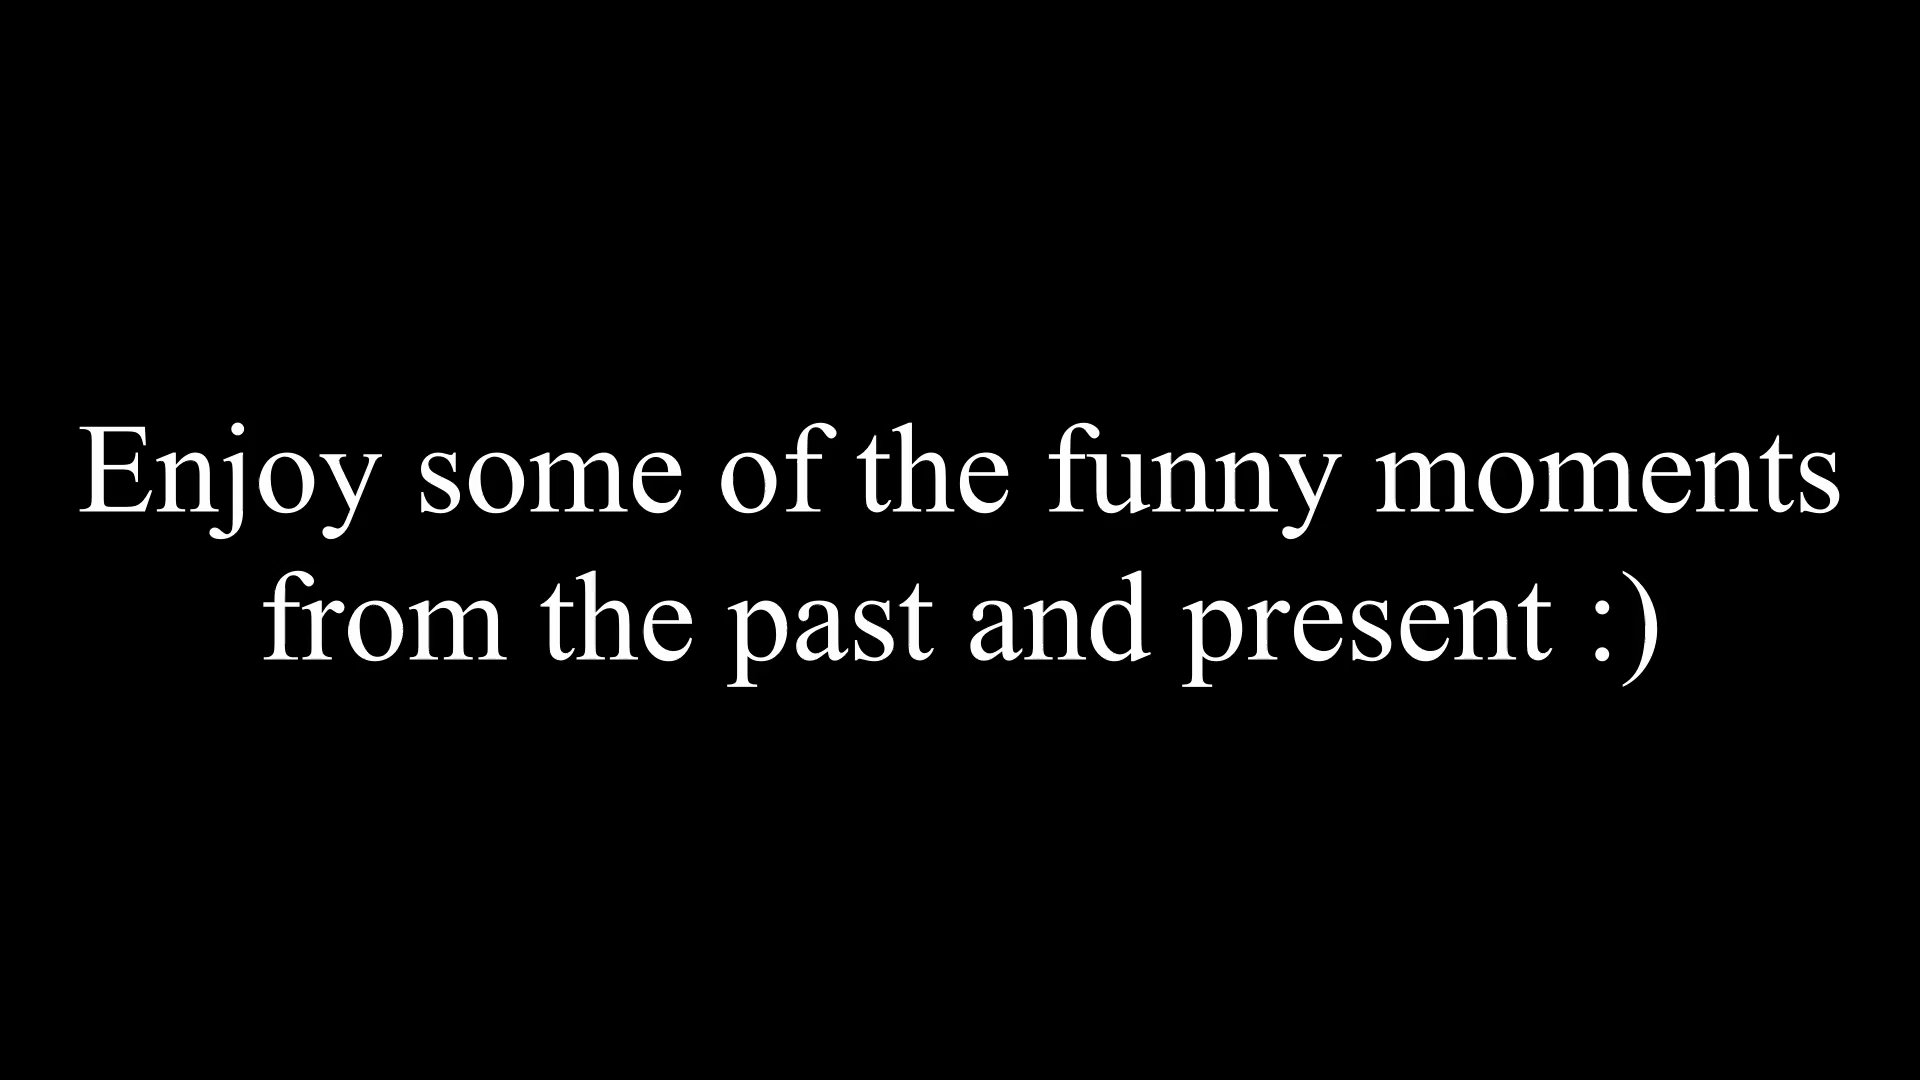 Enjoy some of the funny moments
from the past and present :)